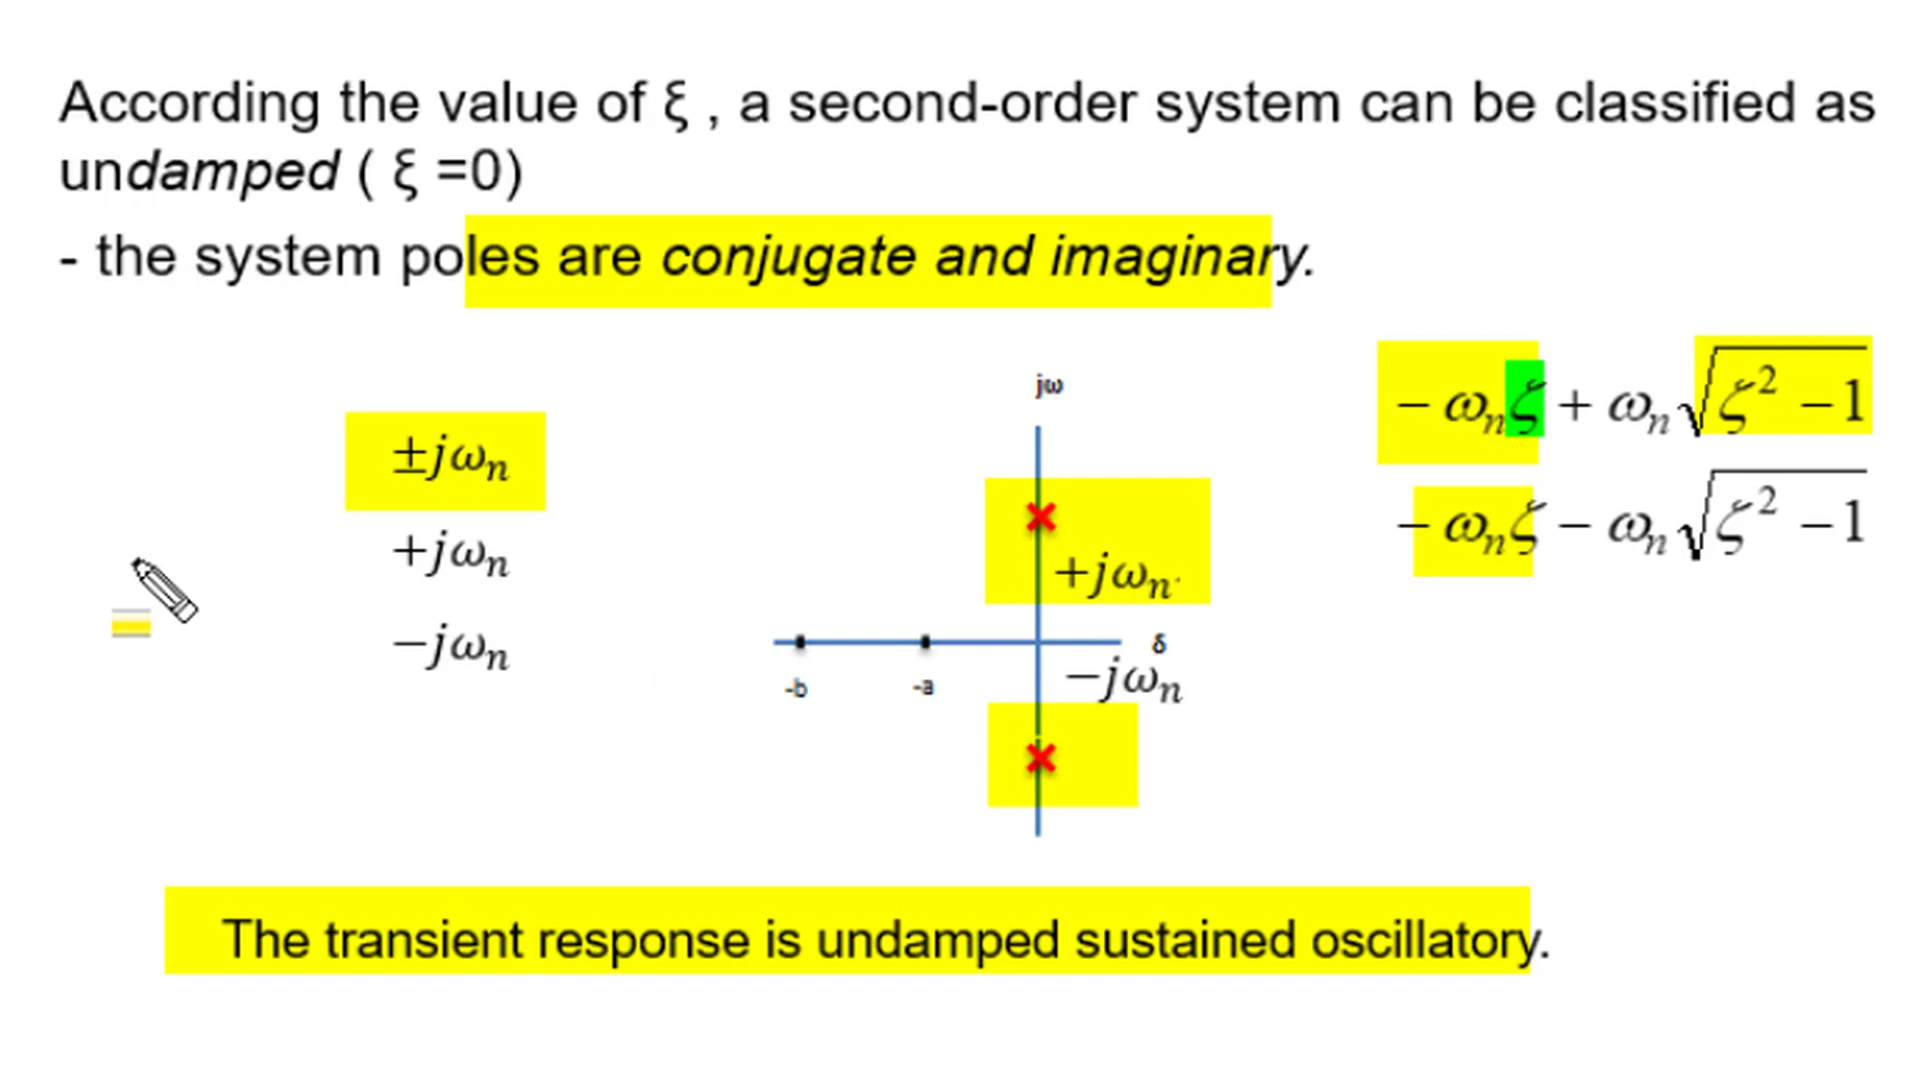 According the value of ξ , a second-order system can be classified as
undamped ( ξ =0)
- the system poles are conjugate and imaginary.
jω
−ωₙζ + ωₙ√ζ² −1
±jωₙ
−ωₙζ − ωₙ√ζ² −1
+jωₙ
+jωₙ
−jωₙ
δ
-b
-a
−jωₙ
The transient response is undamped sustained oscillatory.